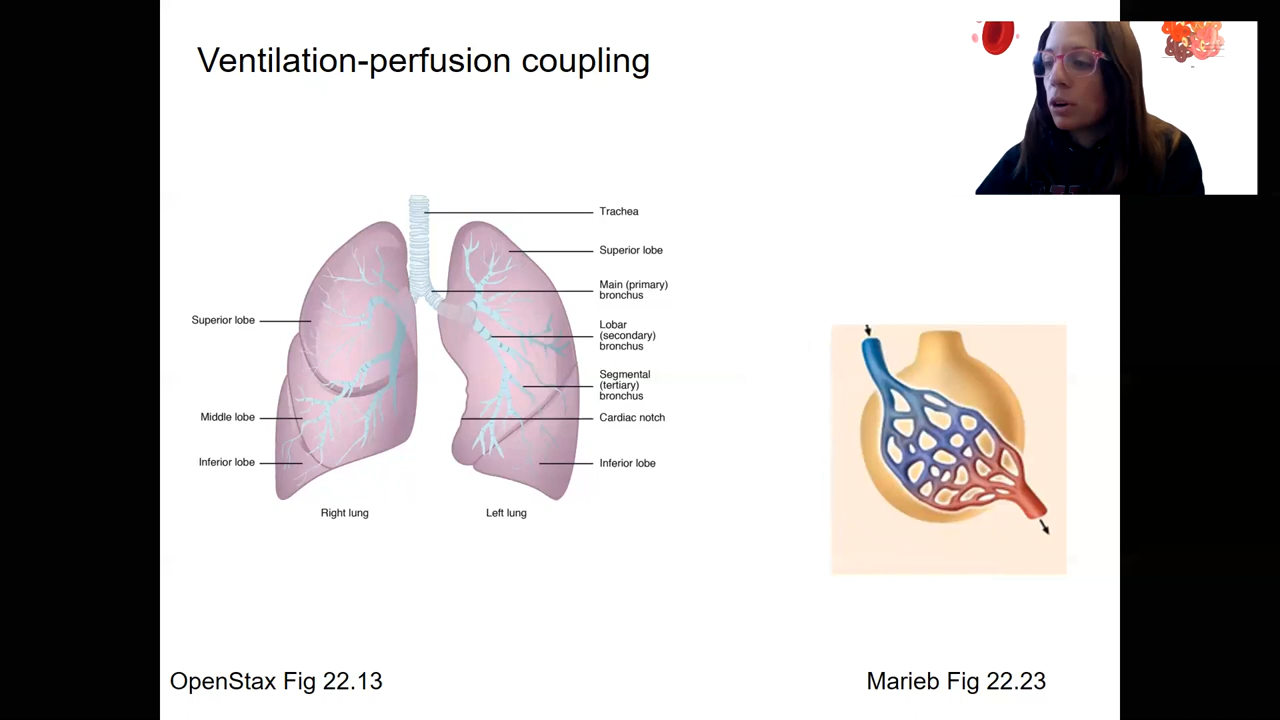 Ventilation-perfusion coupling
Trachea
Superior lobe
Main (primary)
bronchus
Lobar
(secondary)
bronchus
Segmental
(tertiary)
bronchus
Cardiac notch
Inferior lobe
Superior lobe
Middle lobe
Inferior lobe
Right lung
Left lung
OpenStax Fig 22.13
Marieb Fig 22.23